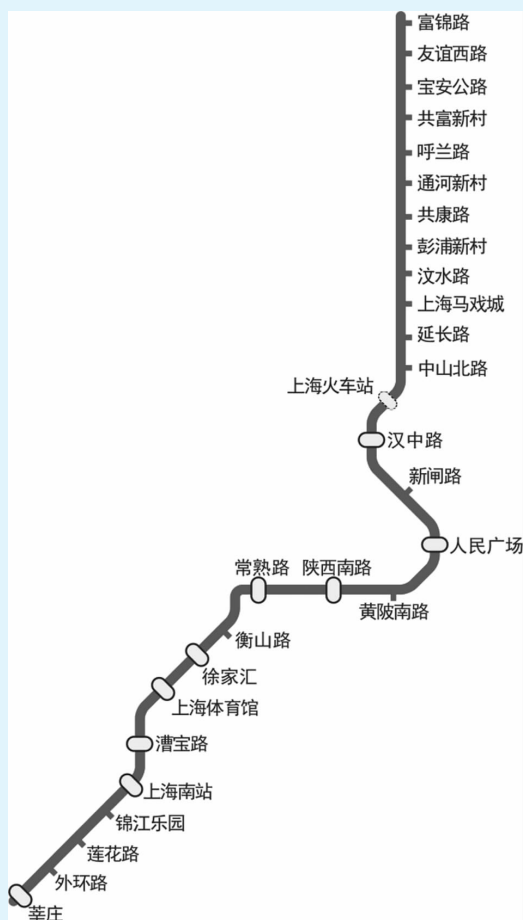 富锦路
友谊西路
宝安公路
共富新村
呼兰路
通河新村
共康路
彭浦新村
汶水路
上海马戏城
延长路
中山北路
上海火车站
汉中路
新闸路
人民广场
常熟路 陕西南路
黄陂南路
衡山路
徐家汇
上海体育馆
漕宝路
上海南站
锦江乐园
莲花路
外环路
莘庄